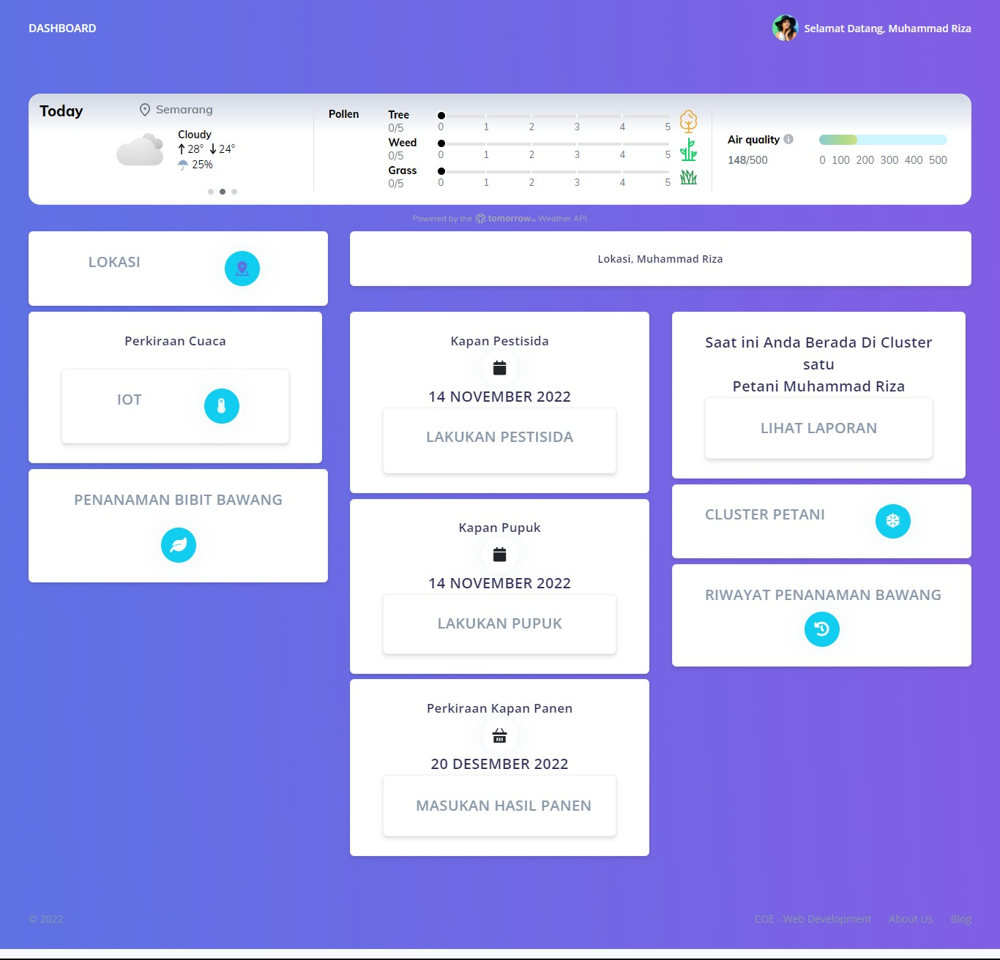 DASHBOARD
Selamat Datang, Muhammad Riza
Today
Semarang
Cloudy
28° 24°
25%
Pollen
Tree
0/5
0 1 2 3 4 5
Weed
0/5
0 1 2 3 4 5
Grass
0/5
0 1 2 3 4 5
Air quality
148/500
0 100 200 300 400 500
Powered by the tomorrow.io Weather API
LOKASI
Lokasi, Muhammad Riza
Perkiraan Cuaca
IOT
PENANAMAN BIBIT BAWANG
Kapan Pestisida
14 NOVEMBER 2022
LAKUKAN PESTISIDA
Kapan Pupuk
14 NOVEMBER 2022
LAKUKAN PUPUK
Perkiraan Kapan Panen
20 DESEMBER 2022
MASUKAN HASIL PANEN
Saat ini Anda Berada Di Cluster
satu
Petani Muhammad Riza
LIHAT LAPORAN
CLUSTER PETANI
RIWAYAT PENANAMAN BAWANG
© 2022
COE - Web Development
About Us
Blog